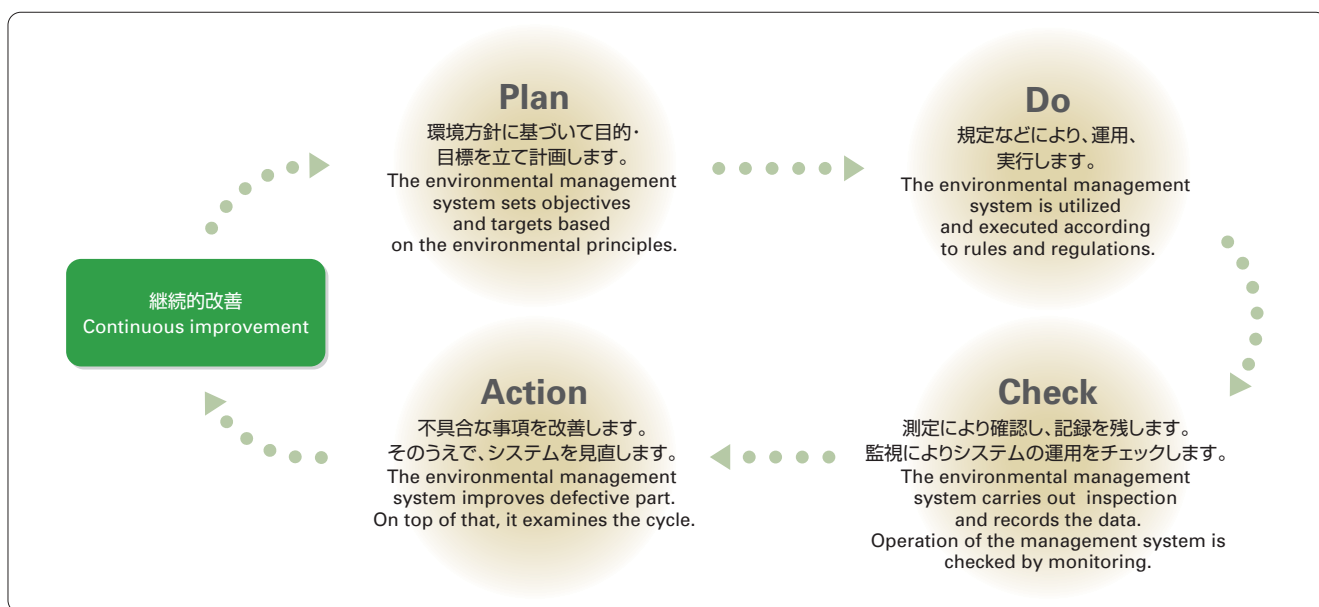 Plan
環境方針に基づいて目的・
目標を立て計画します。
The environmental management
system sets objectives
and targets based
on the environmental principles.
Do
規定などにより、運用、
実行します。
The environmental management
system is utilized
and executed according
to rules and regulations.
継続的改善
Continuous improvement
Action
不具合な事項を改善します。
そのうえで、システムを見直します。
The environmental management
system improves defective part.
On top of that, it examines the cycle.
Check
測定により確認し、記録を残します。
監視によりシステムの運用をチェックします。
The environmental management
system carries out inspection
and records the data.
Operation of the management system is
checked by monitoring.